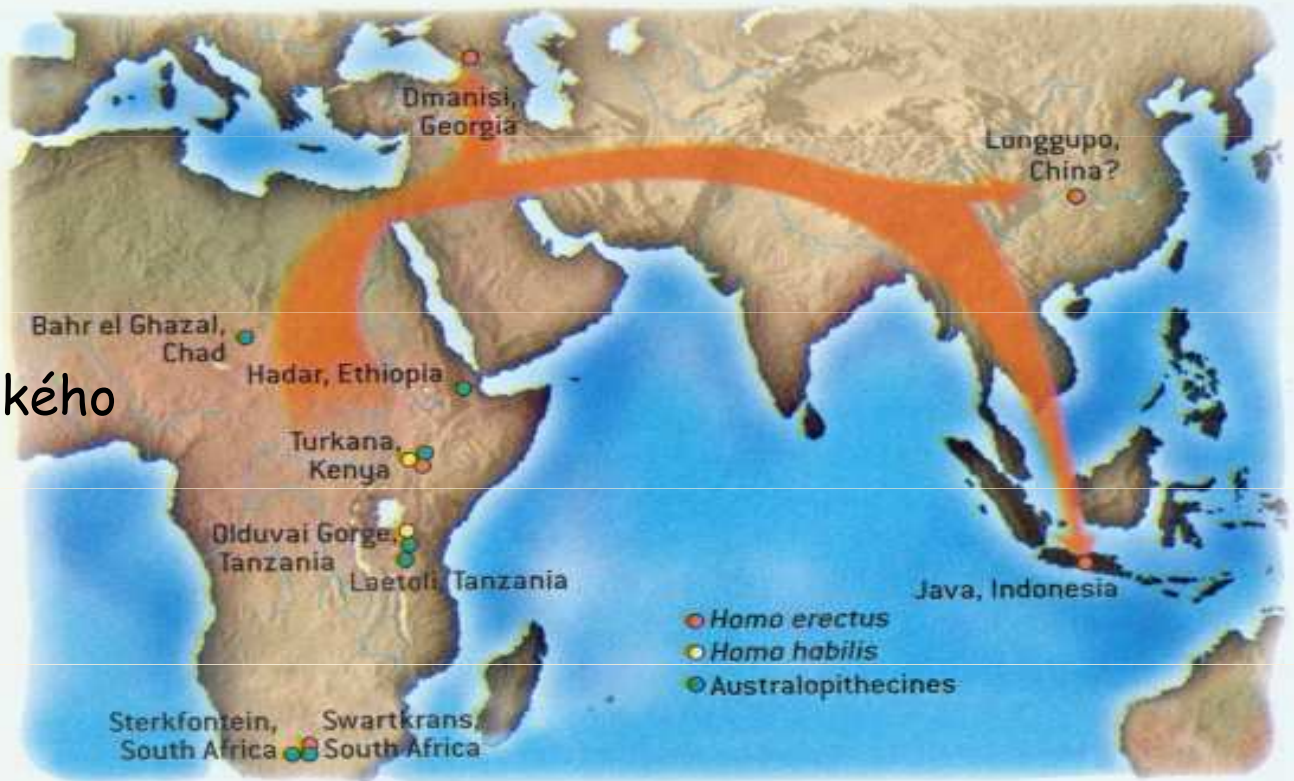 Dmanisi,
Georgia
Longgupo,
China?
Bahr el Ghazal,
Chad
Hadar, Ethiopia
kého
Turkana,
Kenya
Olduvai Gorge,
Tanzania
Laetoli, Tanzania
Java, Indonesia
Homo erectus
Homo habilis
Australopithecines
Sterkfontein,
South Africa
Swartkrans,
South Africa